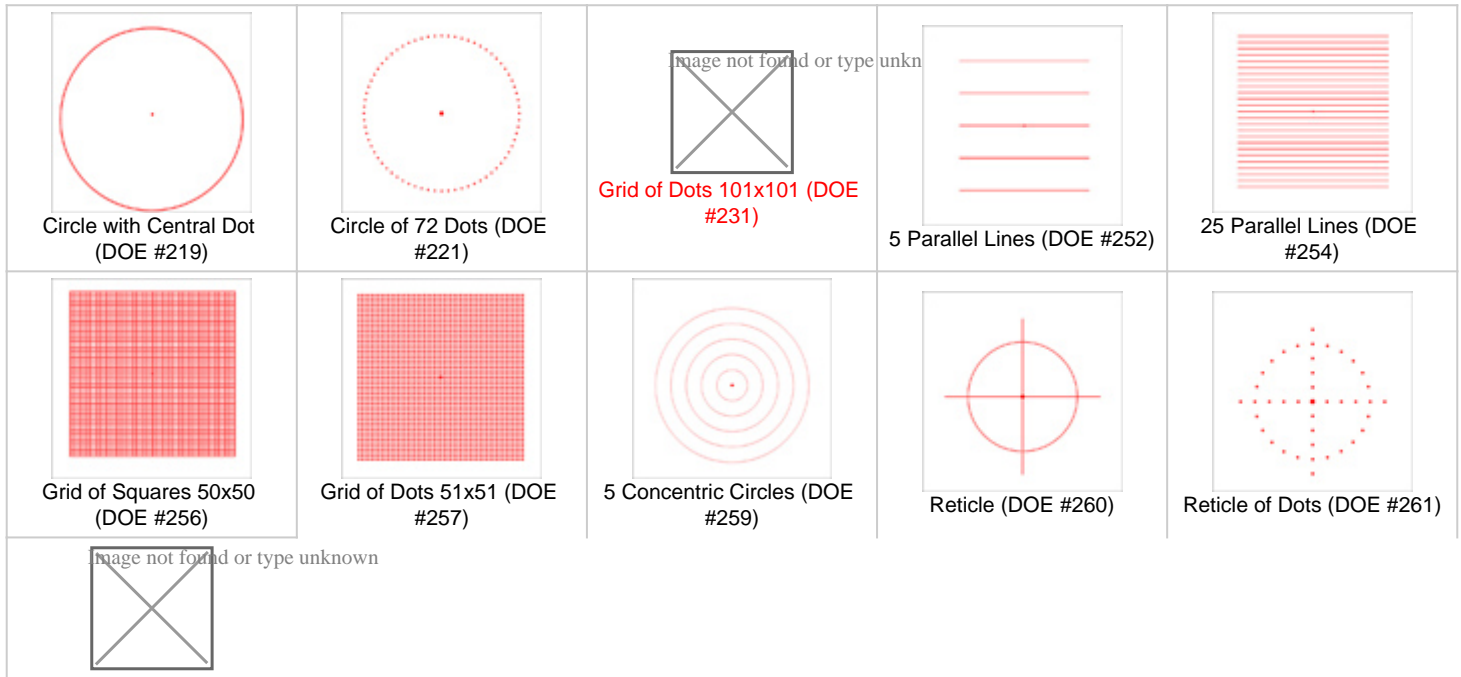 Image not found or type unkn
Circle with Central Dot
(DOE #219)
Circle of 72 Dots (DOE
#221)
Grid of Dots 101x101 (DOE
#231)
5 Parallel Lines (DOE #252)
25 Parallel Lines (DOE
#254)
Grid of Squares 50x50
(DOE #256)
Grid of Dots 51x51 (DOE
#257)
5 Concentric Circles (DOE
#259)
Reticle (DOE #260)
Reticle of Dots (DOE #261)
Image not found or type unknown